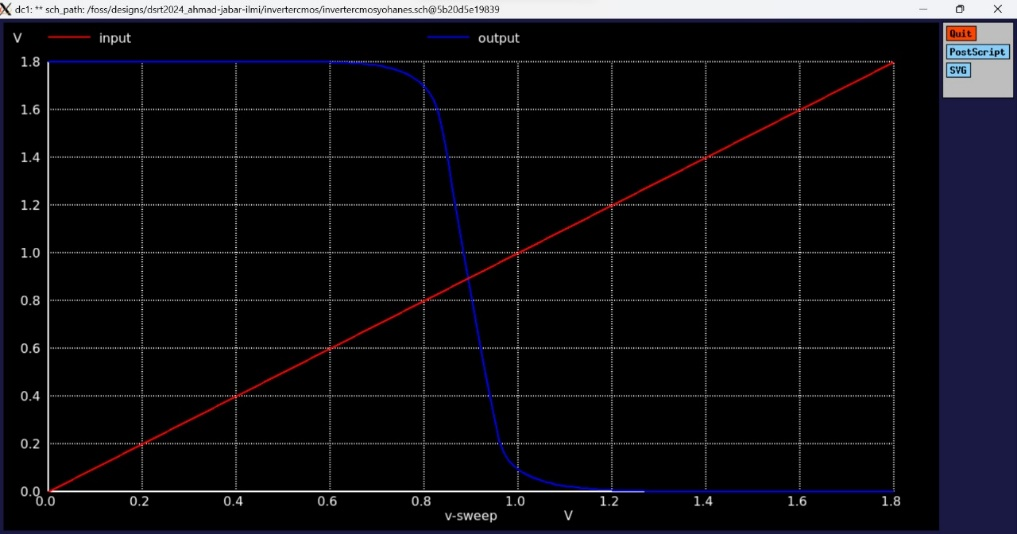 dc1: ** sch_path: /foss/designs/dsrt2024_ahmad-jabar-ilmi/invertercmos/invertercmosyohanes.sch@5b20d5e19839
Quit
PostScript
SVG
V input output
1.8
1.6
1.4
1.2
1.0
0.8
0.6
0.4
0.2
0.0
0.0 0.2 0.4 0.6 0.8 1.0 1.2 1.4 1.6 1.8
v-sweep V